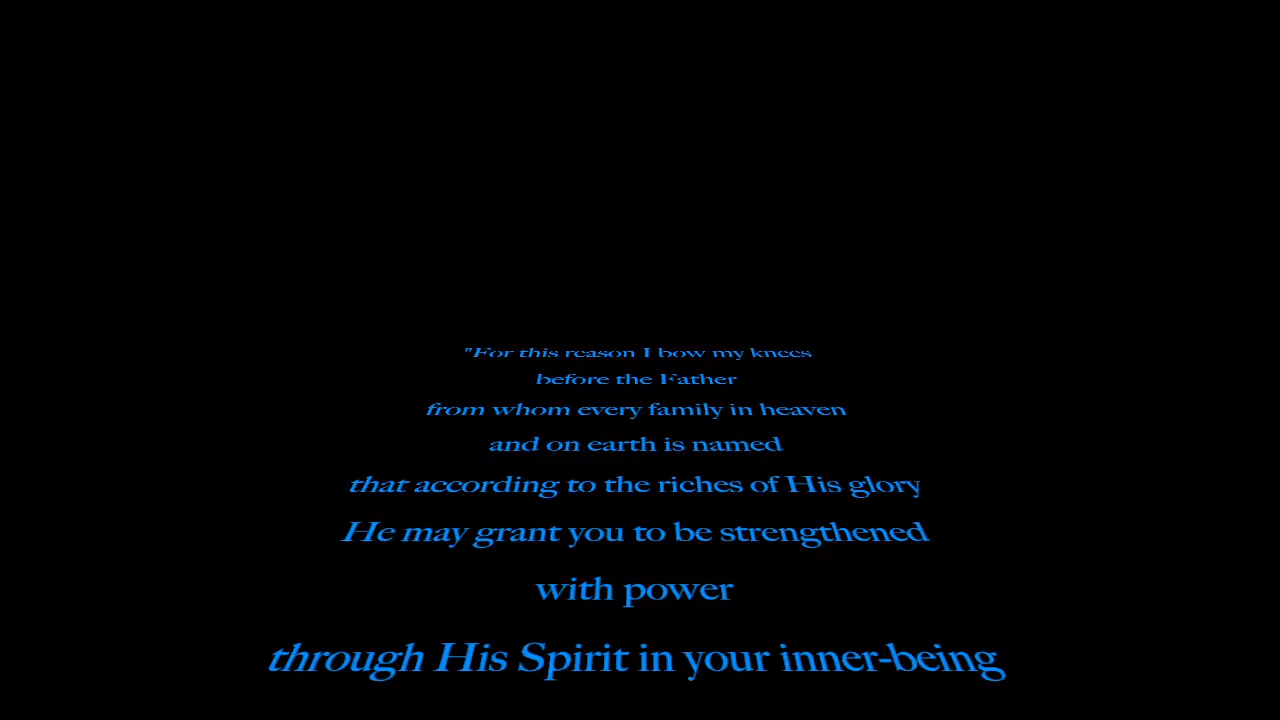 "For this reason I bow my knees
before the Father
from whom every family in heaven
and on earth is named
that according to the riches of His glory
He may grant you to be strengthened
with power
through His Spirit in your inner-being